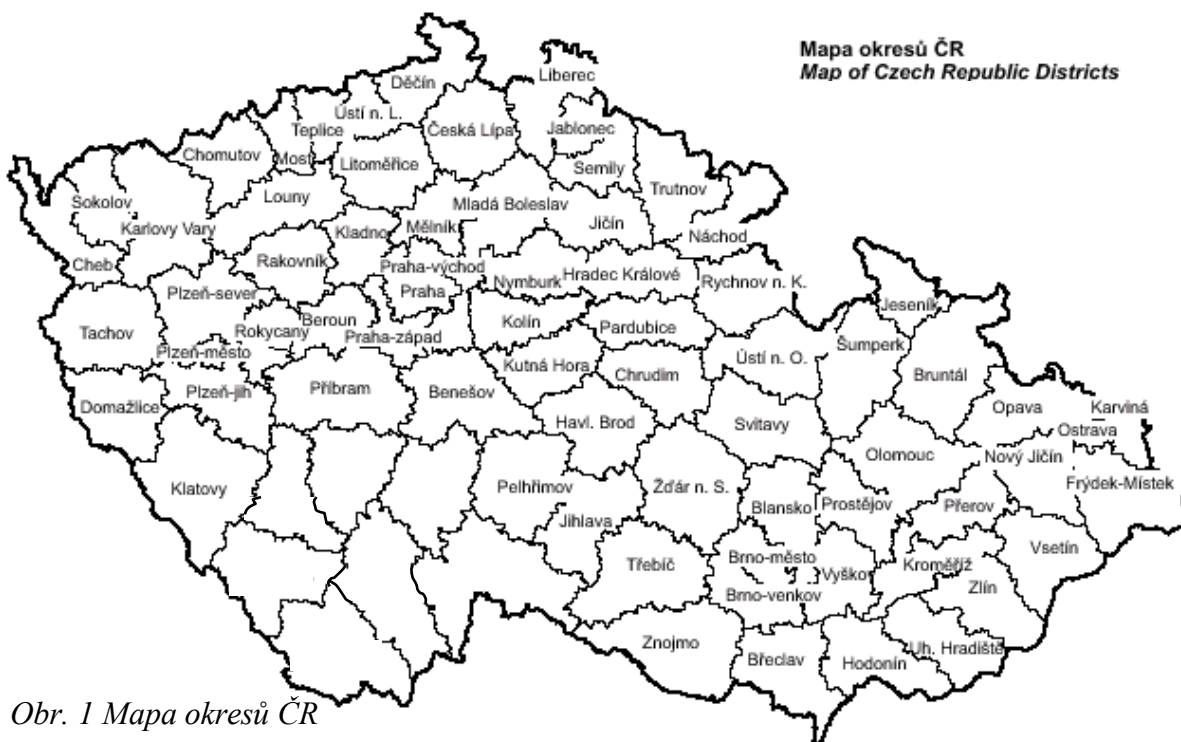 Mapa okresů ČR
Map of Czech Republic Districts
Liberec
Děčín
Ústí n. L.
Teplice
Česká Lípa
Jablonec
Chomutov
Most
Litoměřice
Semily
Trutnov
Sokolov
Louny
Mladá Boleslav
Jičín
Karlovy Vary
Kladno
Mělník
Náchod
Cheb
Rakovník
Praha-východ
Hradec Králové
Nymburk
Rychnov n. K.
Plzeň-sever
Praha
Jeseník
Beroun
Kolín
Tachov
Rokycany
Praha-západ
Pardubice
Plzeň-město
Ústí n. O.
Šumperk
Kutná Hora
Chrudim
Bruntál
Domažlice
Plzeň-jih
Příbram
Benešov
Opava
Karviná
Havl. Brod
Svitavy
Ostrava
Olomouc
Nový Jičín
Klatovy
Pelhřimov
Žďár n. S.
Frýdek-Místek
Blansko
Prostějov
Přerov
Jihlava
Vsetín
Třebíč
Brno-město
Vyško
Kroměříž
Zlín
Brno-venkov
Znojmo
Břeclav
Hodonín
Uh. Hradiště
Obr. 1 Mapa okresů ČR